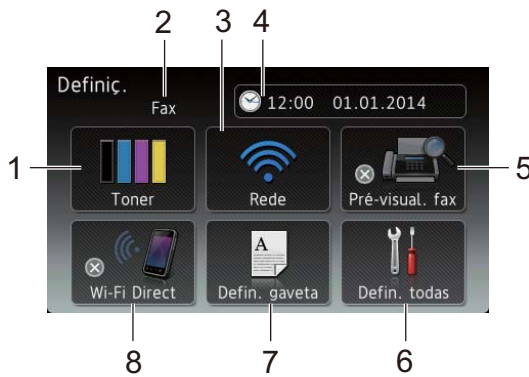 2 3 4
Definiç.
Fax
12:00 01.01.2014
1
5
Toner
Rede
Pré-visual. fax
A
Wi-Fi Direct
Defin. gaveta
Defin. todas
8 7 6